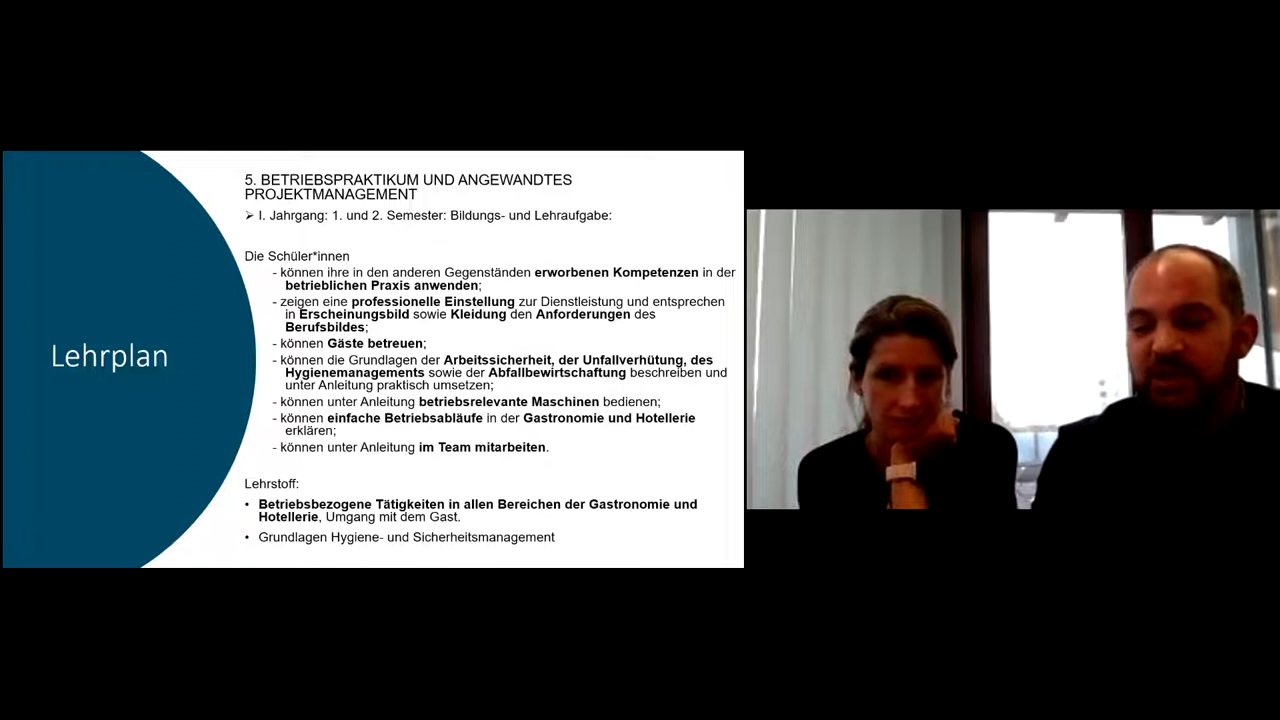 Lehrplan
5. BETRIEBSPRAKTIKUM UND ANGEWANDTES
PROJEKTMANAGEMENT
➢ I. Jahrgang: 1. und 2. Semester: Bildungs- und Lehraufgabe:
Die Schüler*innen
- können ihre in den anderen Gegenständen erworbenen Kompetenzen in der
betrieblichen Praxis anwenden;
- zeigen eine professionelle Einstellung zur Dienstleistung und entsprechen
in Erscheinungsbild sowie Kleidung den Anforderungen des
Berufsbildes;
- können Gäste betreuen;
- können die Grundlagen der Arbeitssicherheit, der Unfallverhütung, des
Hygienemanagements sowie der Abfallbewirtschaftung beschreiben und
unter Anleitung praktisch umsetzen;
- können unter Anleitung betriebsrelevante Maschinen bedienen;
- können einfache Betriebsabläufe in der Gastronomie und Hotellerie
erklären;
- können unter Anleitung im Team mitarbeiten.
Lehrstoff:
• Betriebsbezogene Tätigkeiten in allen Bereichen der Gastronomie und
Hotellerie, Umgang mit dem Gast.
• Grundlagen Hygiene- und Sicherheitsmanagement